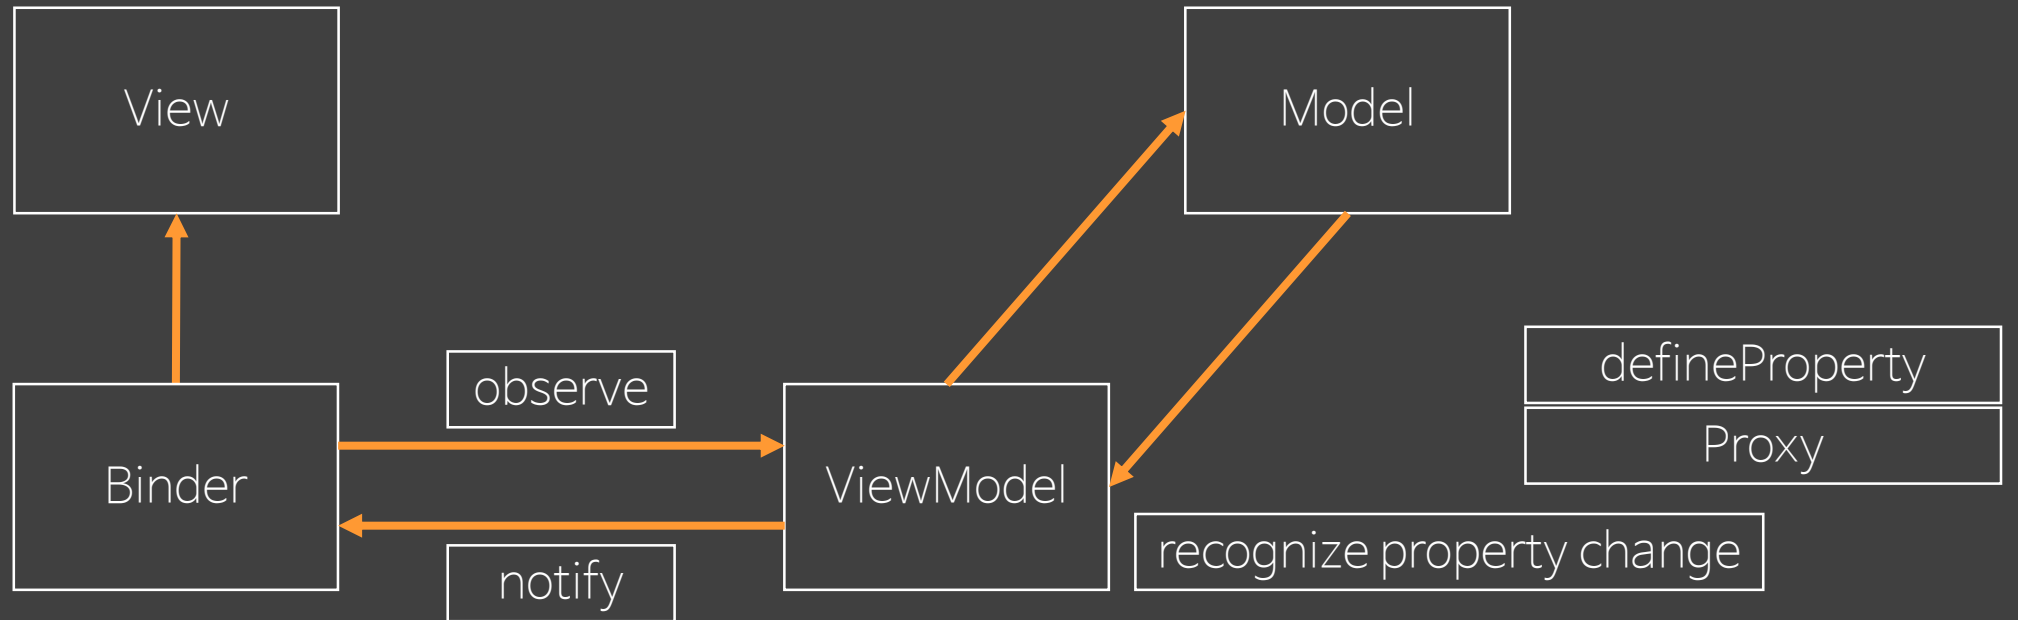 View
Model
observe
defineProperty
Proxy
Binder
ViewModel
recognize property change
notify